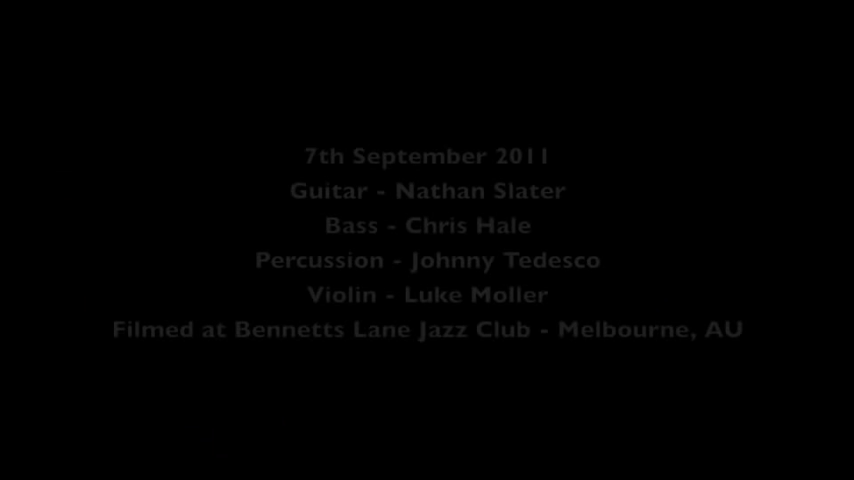 7th September 2011
Guitar - Nathan Slater
Bass - Chris Hale
Percussion - Johnny Tedesco
Violin - Luke Moller
Filmed at Bennetts Lane Jazz Club - Melbourne, AU